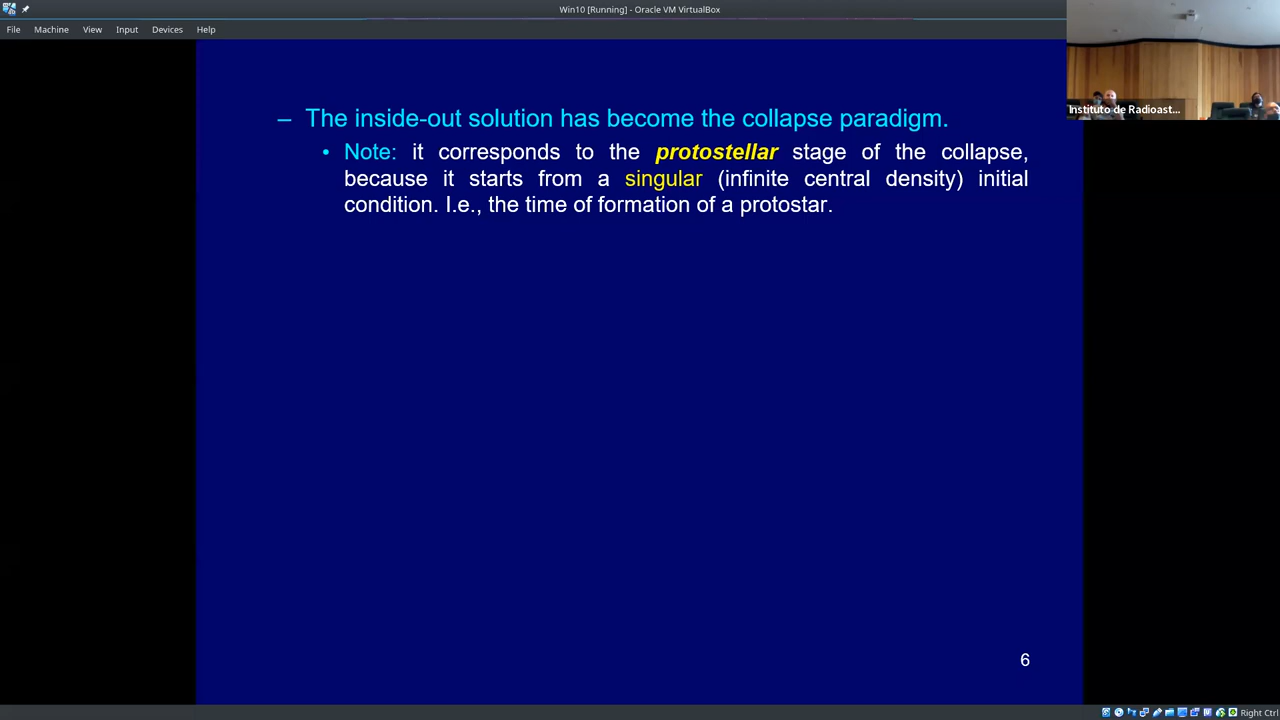 Win10 [Running] - Oracle VM VirtualBox
File Machine View Input Devices Help
Instituto de Radioast...
– The inside-out solution has become the collapse paradigm.
• Note: it corresponds to the protostellar stage of the collapse,
because it starts from a singular (infinite central density) initial
condition. I.e., the time of formation of a protostar.
6
Right Ctrl